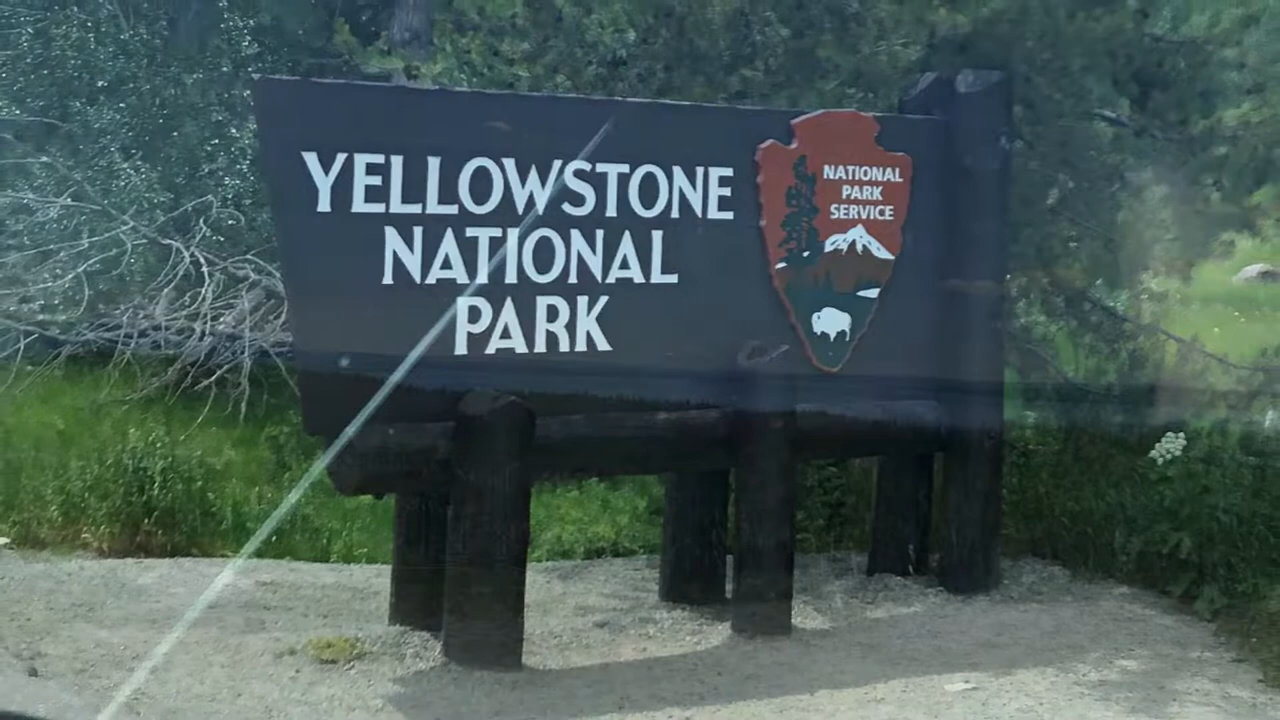 YELLOWSTONE
NATIONAL
PARK
NATIONAL
PARK
SERVICE